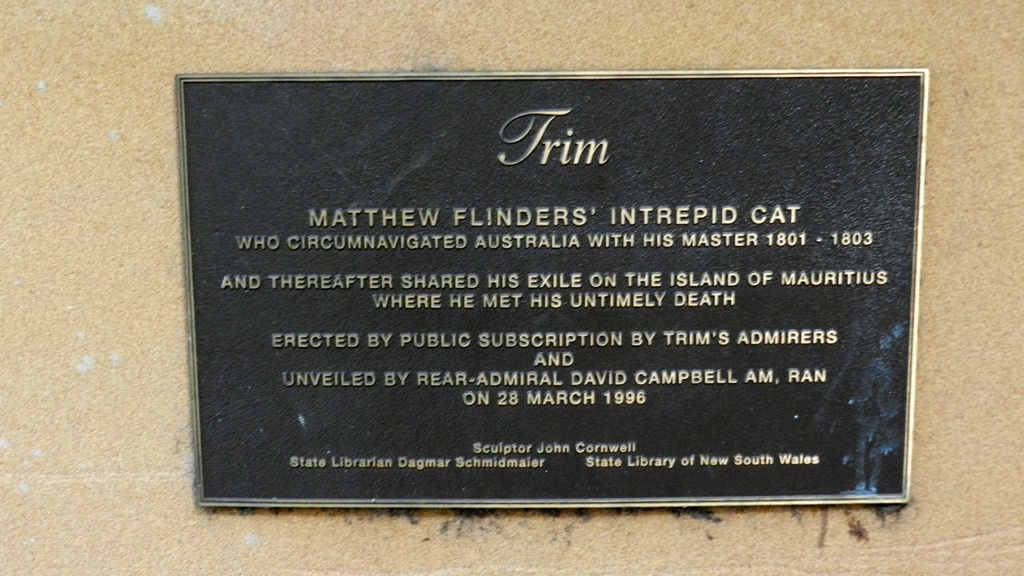 Trim
MATTHEW FLINDERS' INTREPID CAT
WHO CIRCUMNAVIGATED AUSTRALIA WITH HIS MASTER 1801 - 1803
AND THEREAFTER SHARED HIS EXILE ON THE ISLAND OF MAURITIUS
WHERE HE MET HIS UNTIMELY DEATH
ERECTED BY PUBLIC SUBSCRIPTION BY TRIM'S ADMIRERS
AND
UNVEILED BY REAR-ADMIRAL DAVID CAMPBELL AM, RAN
ON 28 MARCH 1996
Sculptor John Cornwell
State Librarian Dagmar Schmidmaier State Library of New South Wales